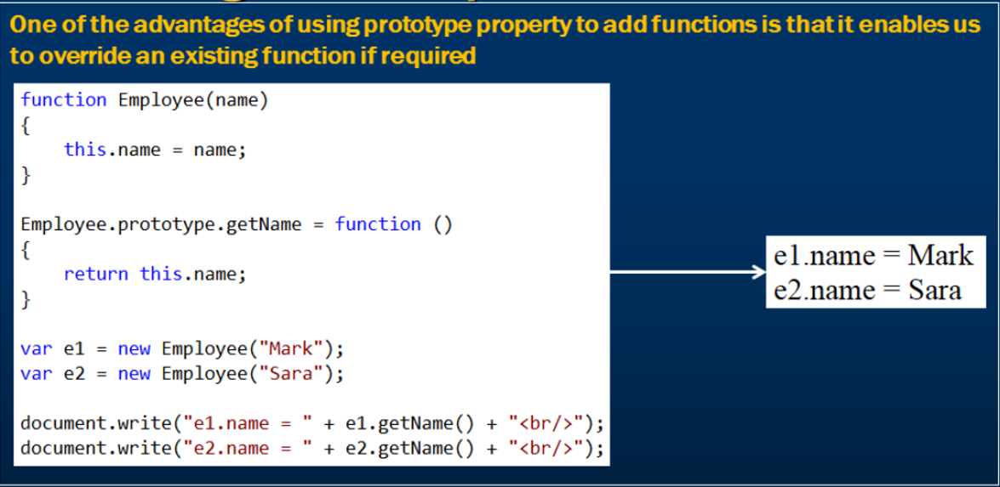 One of the advantages of using prototype property to add functions is that it enables us
to override an existing function if required
function Employee(name)
{
    this.name = name;
}
Employee.prototype.getName = function ()
{
    return this.name;
}
var e1 = new Employee("Mark");
var e2 = new Employee("Sara");
document.write("e1.name = " + e1.getName() + "<br/>");
document.write("e2.name = " + e2.getName() + "<br/>");
e1.name = Mark
e2.name = Sara